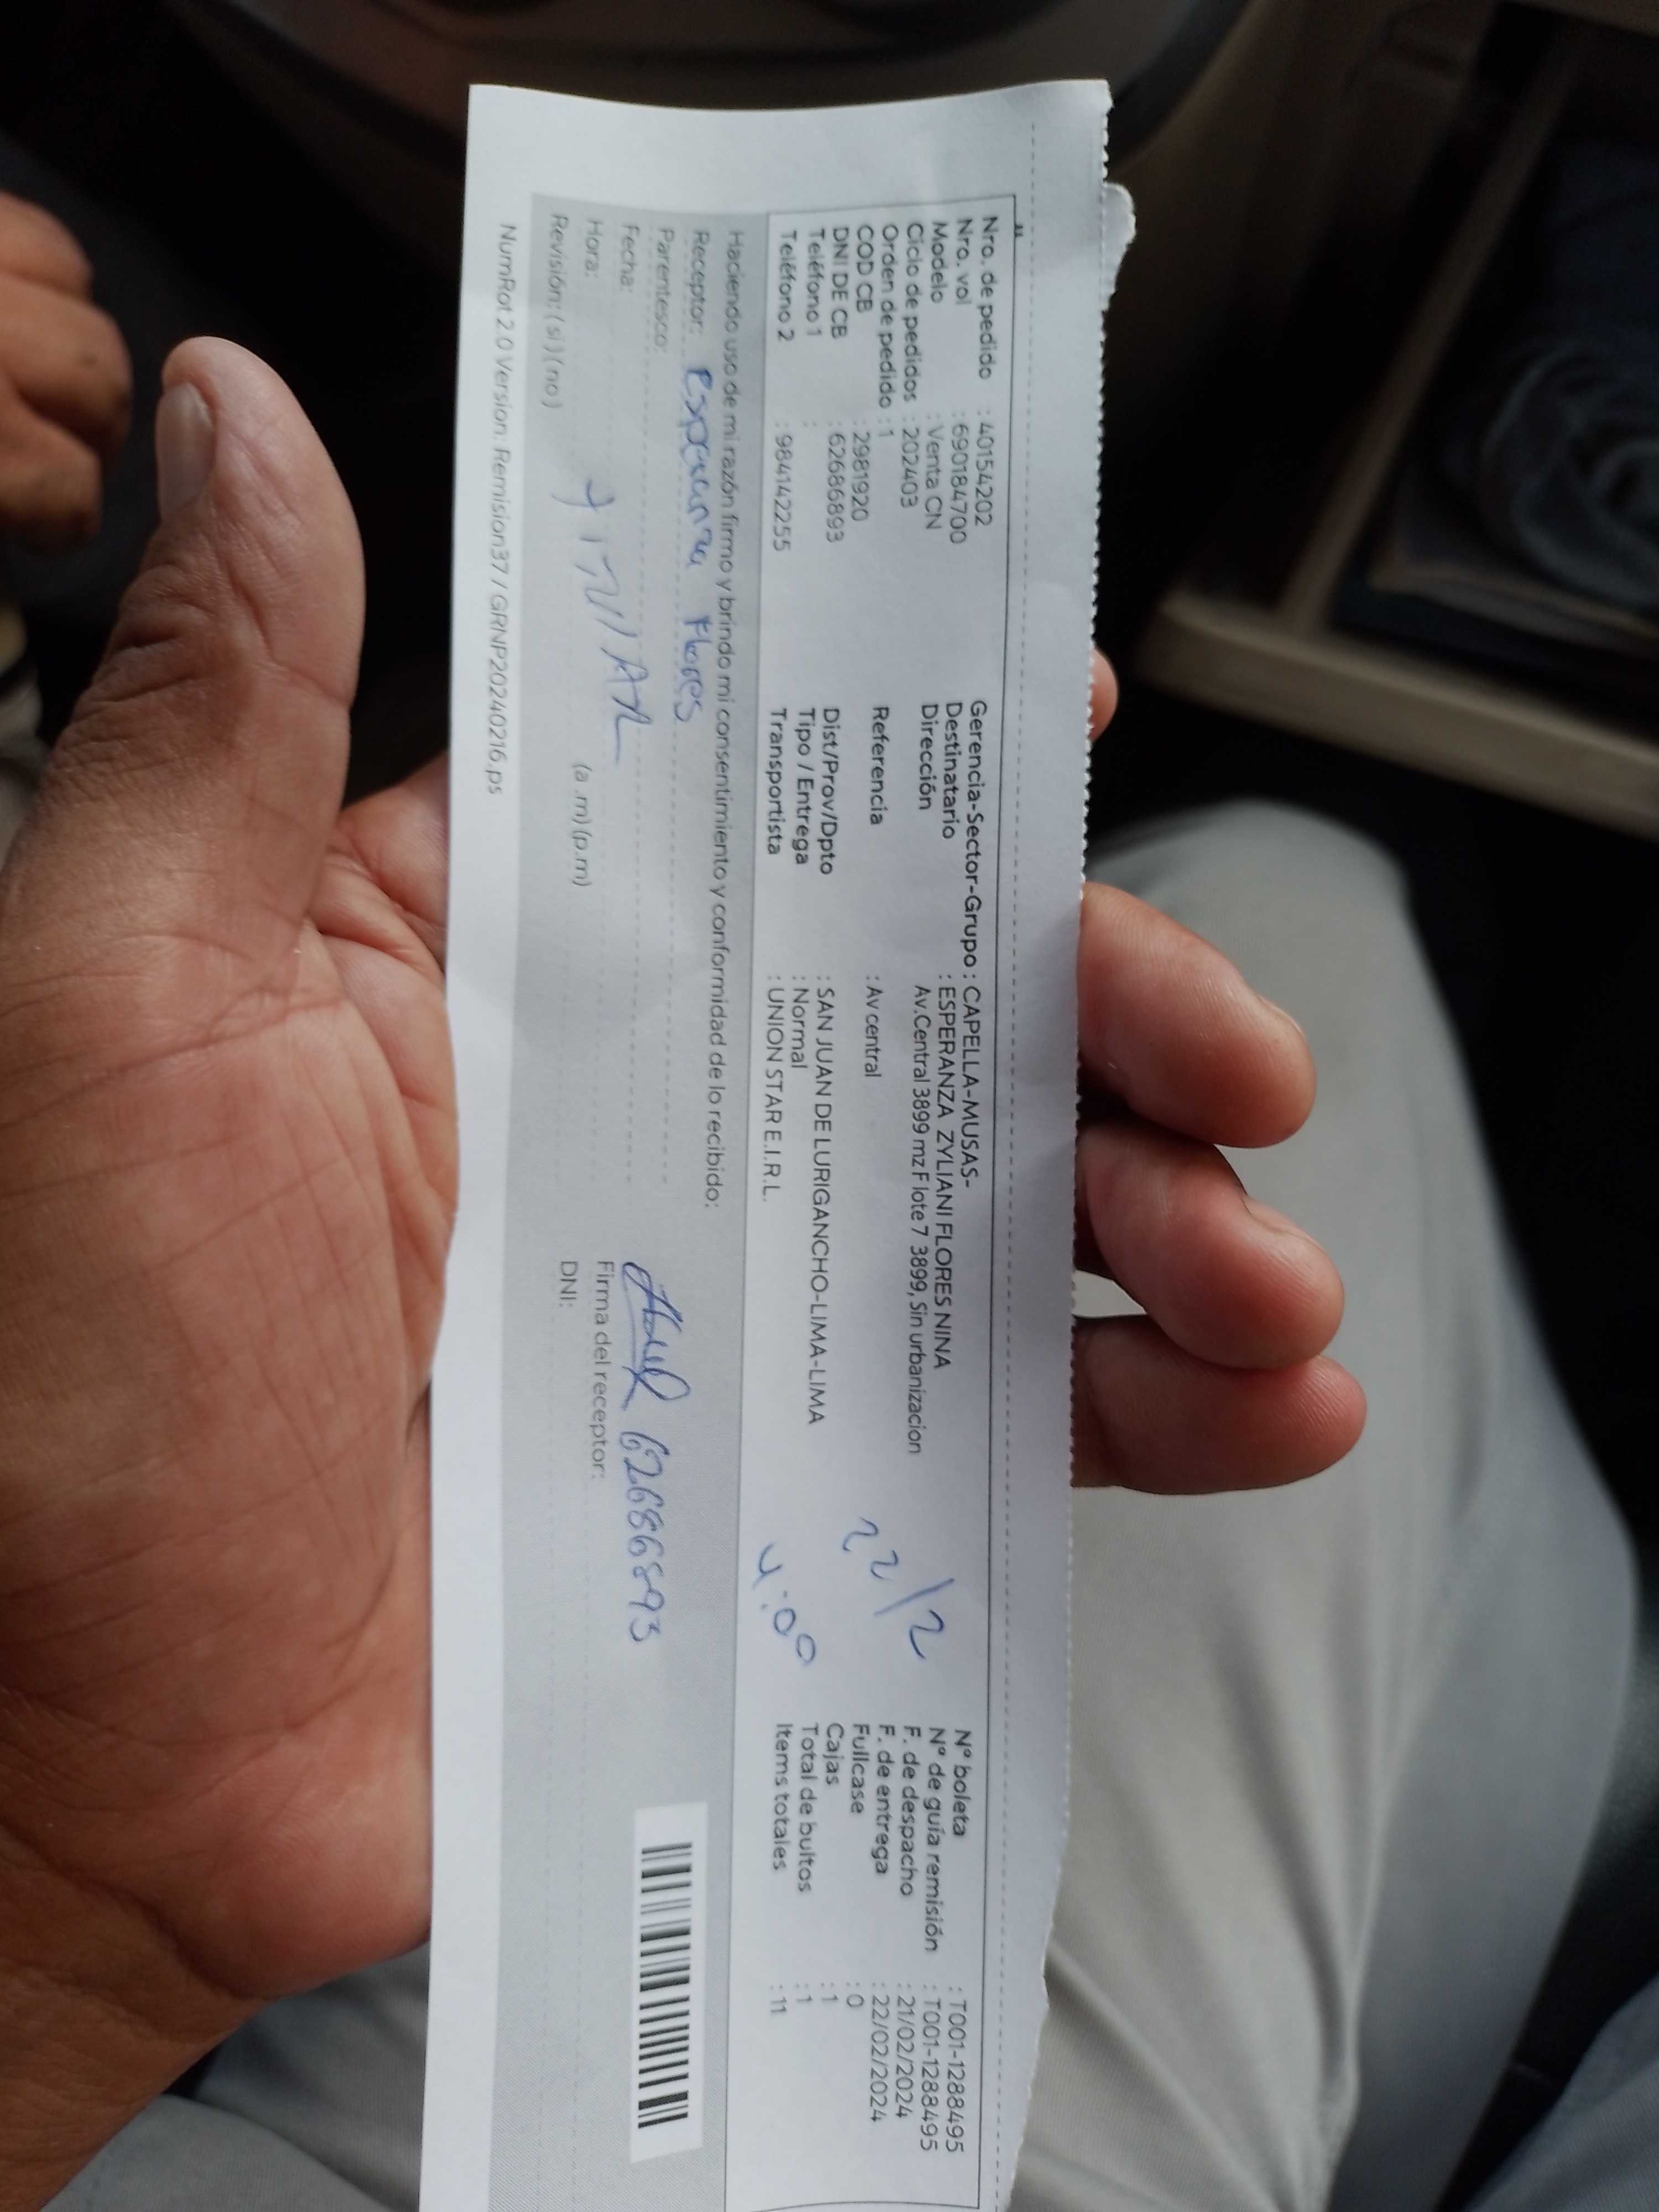 Nro. de pedido : 40154202
Nro. vol : 690184700
Modelo : Venta CN
Ciclo de pedidos : 202403
Orden de pedido : 1
COD CB : 2981920
DNI DE CB : 62686893
Teléfono 1 :
Teléfono 2 : 984142255
Gerencia-Sector-Grupo : CAPELLA-MUSAS-
Destinatario : ESPERANZA ZYLIANI FLORES NINA
Dirección Av.Central 3899 mz F lote 7 3899, Sin urbanizacion
Referencia : Av central
Dist/Prov/Dpto : SAN JUAN DE LURIGANCHO-LIMA-LIMA
Tipo / Entrega : Normal
Transportista : UNION STAR E.I.R.L.
22/2
4:00
N° boleta : T001-1288495
N° de guía remisión : T001-1288495
F. de despacho : 21/02/2024
F. de entrega : 22/02/2024
Fullcase : 0
Cajas : 1
Total de bultos : 1
Items totales : 11
Haciendo uso de mi razón firmo y brindo mi consentimiento y conformidad de lo recibido:
Receptor: Esperanza Flores
Parentesco:
Fecha:
Hora: (a .m) (p.m)
Revisión: ( si ) ( no )
62686893
Firma del receptor:
DNI:
NumRot 2.0 Version: Remision37 / GRNP20240216.ps